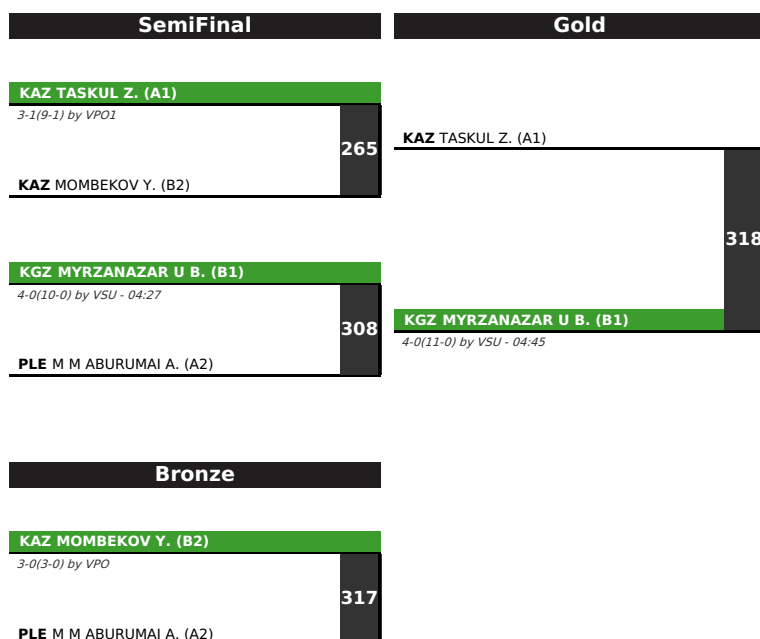 SemiFinal
KAZ TASKUL Z. (A1)
3-1(9-1) by VPO1
265
KAZ MOMBEKOV Y. (B2)
KGZ MYRZANAZAR U B. (B1)
4-0(10-0) by VSU - 04:27
308
PLE M M ABURUMAI A. (A2)
Gold
KAZ TASKUL Z. (A1)
318
KGZ MYRZANAZAR U B. (B1)
4-0(11-0) by VSU - 04:45
Bronze
KAZ MOMBEKOV Y. (B2)
3-0(3-0) by VPO
317
PLE M M ABURUMAI A. (A2)